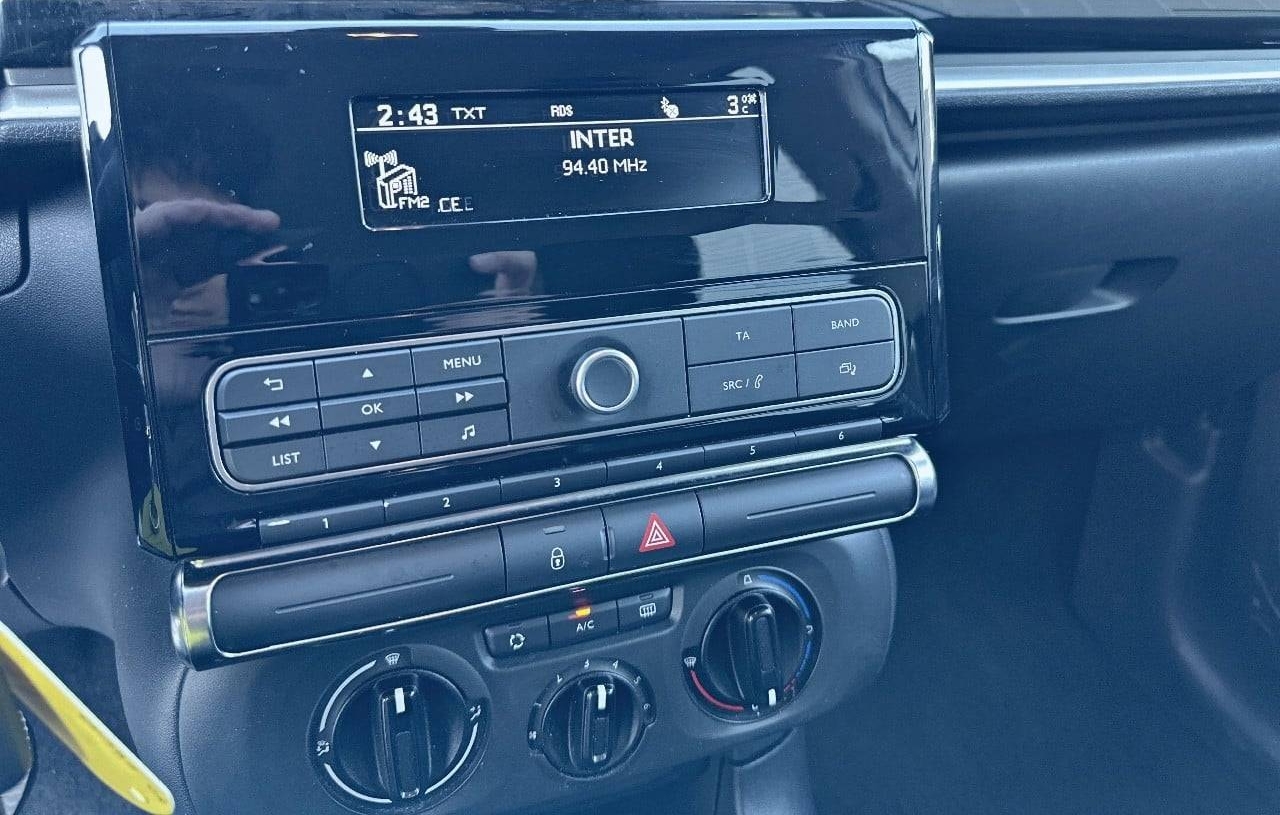 2:43 TXT RDS 3 °C
INTER
94.40 MHz
FM2 .CE
MENU
TA
BAND
OK
SRC /
LIST
1 2 3 4 5 6
A/C